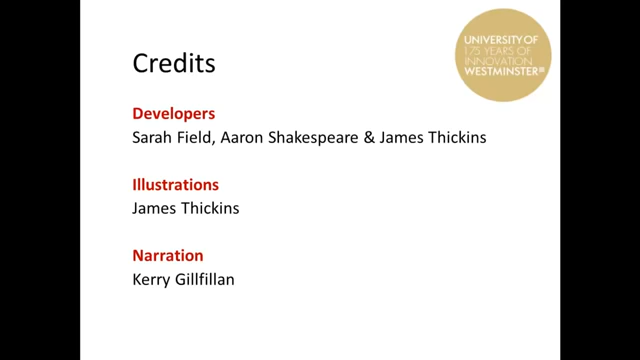 UNIVERSITY OF
175 YEARS OF
INNOVATION
WESTMINSTER
Credits
Developers
Sarah Field, Aaron Shakespeare & James Thickins
Illustrations
James Thickins
Narration
Kerry Gillfillan